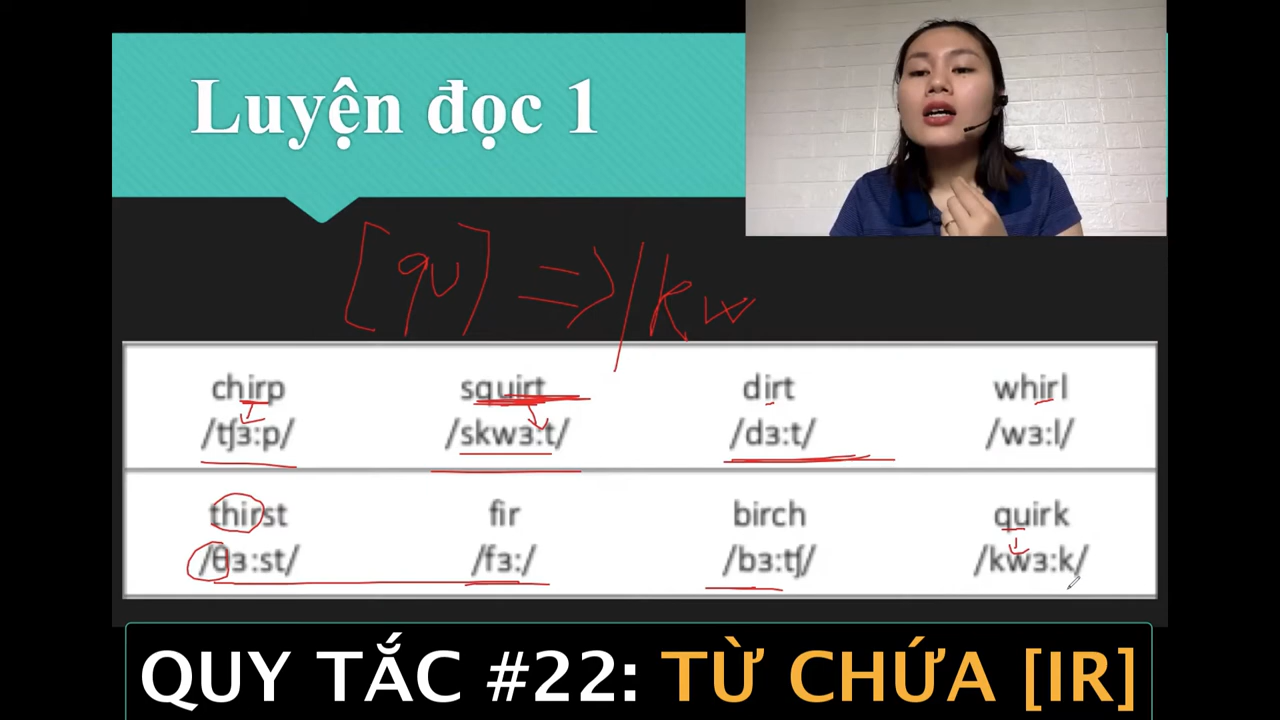 Luyện đọc 1
[qu] => /kw
chirp squirt dirt whirl
/tʃɜ:p/ /skwɜ:t/ /dɜ:t/ /wɜ:l/
thirst fir birch quirk
/θɜ:st/ /fɜ:/ /bɜ:tʃ/ /kwɜ:k/
QUY TẮC #22: TỪ CHỨA [IR]